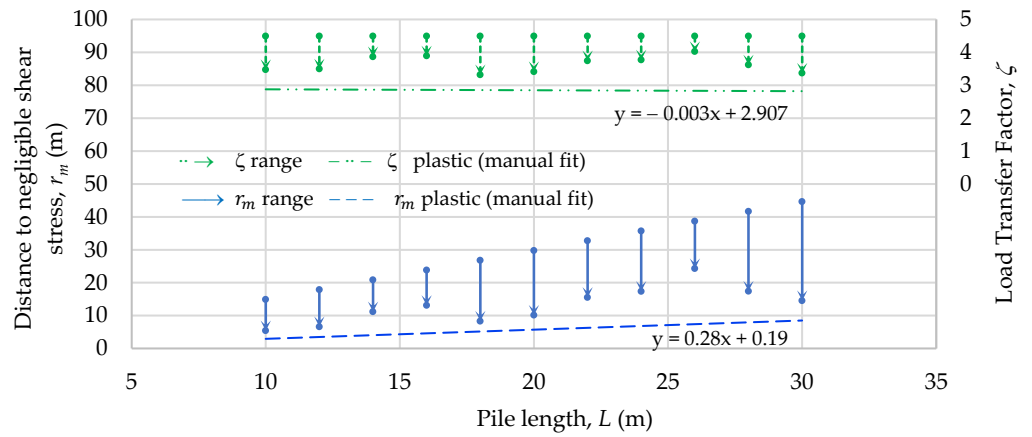 100
90
80
70
60
50
40
30
20
10
0
Distance to negligible shear
stress, r_m (m)
5
4
3
2
1
0
Load Transfer Factor, ζ
y = – 0.003x + 2.907
ζ range ζ plastic (manual fit)
r_m range r_m plastic (manual fit)
y = 0.28x + 0.19
5 10 15 20 25 30 35
Pile length, L (m)